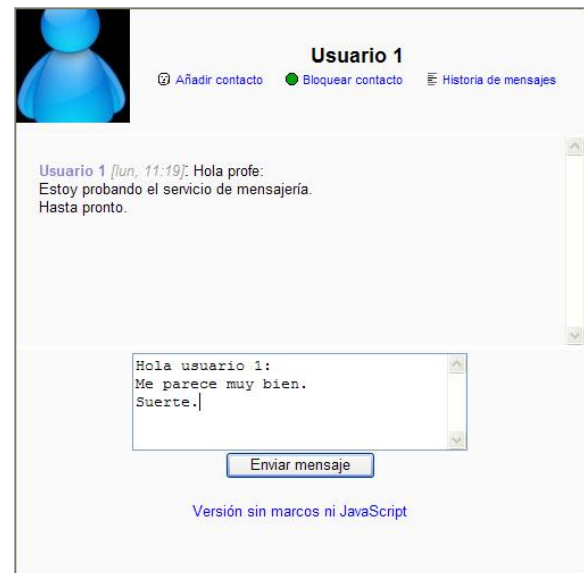 Usuario 1
Añadir contacto Bloquear contacto Historia de mensajes
Usuario 1 [lun, 11:19]: Hola profe:
Estoy probando el servicio de mensajería.
Hasta pronto.
Hola usuario 1:
Me parece muy bien.
Suerte.
Enviar mensaje
Versión sin marcos ni JavaScript